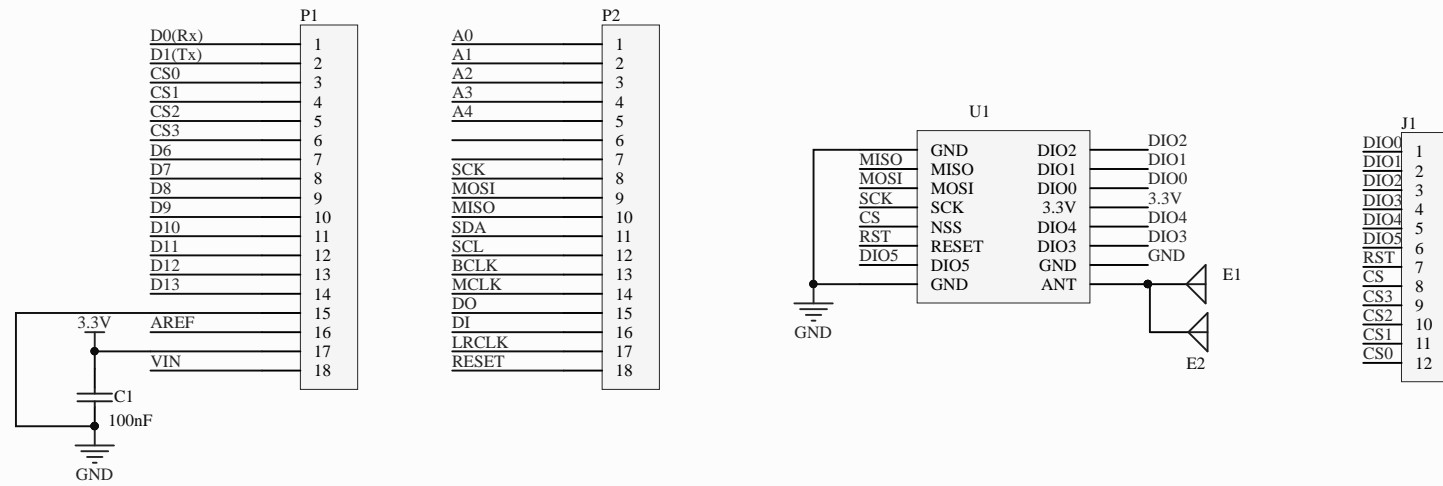 P1
D0(Rx) 1
D1(Tx) 2
CS0 3
CS1 4
CS2 5
CS3 6
D6 7
D7 8
D8 9
D9 10
D10 11
D11 12
D12 13
D13 14
15
3.3V AREF 16
17
VIN 18
C1
100nF
GND
P2
A0 1
A1 2
A2 3
A3 4
A4 5
6
7
SCK 8
MOSI 9
MISO 10
SDA 11
SCL 12
BCLK 13
MCLK 14
DO 15
DI 16
LRCLK 17
RESET 18
U1
GND DIO2 DIO2
MISO MISO DIO1 DIO1
MOSI MOSI DIO0 DIO0
SCK SCK 3.3V 3.3V
CS NSS DIO4 DIO4
RST RESET DIO3 DIO3
DIO5 DIO5 GND GND
GND ANT E1
GND
E2
J1
DIO0 1
DIO1 2
DIO2 3
DIO3 4
DIO4 5
DIO5 6
RST 7
CS 8
CS3 9
CS2 10
CS1 11
CS0 12